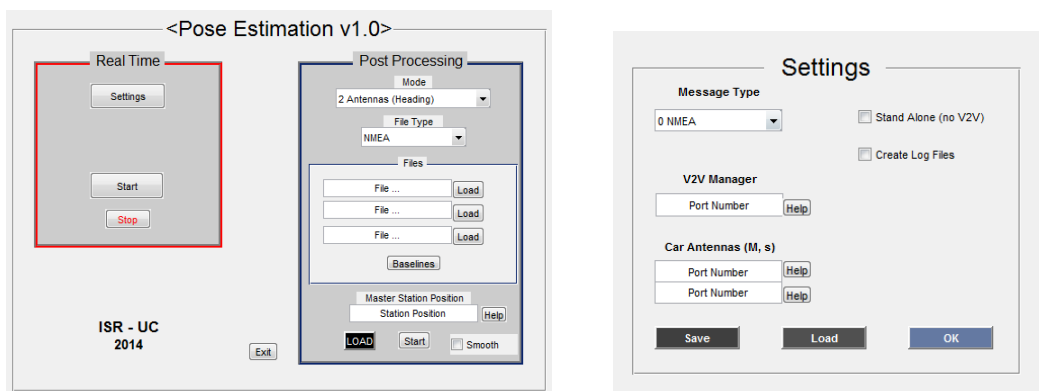 <Pose Estimation v1.0>
Real Time
Settings
Start
Stop
ISR - UC
2014
Exit
Post Processing
Mode
2 Antennas (Heading)
File Type
NMEA
Files
File ... Load
File ... Load
File ... Load
Baselines
Master Station Position
Station Position Help
LOAD Start Smooth
Settings
Message Type
0 NMEA Stand Alone (no V2V)
Create Log Files
V2V Manager
Port Number Help
Car Antennas (M, s)
Port Number Help
Port Number Help
Save Load OK